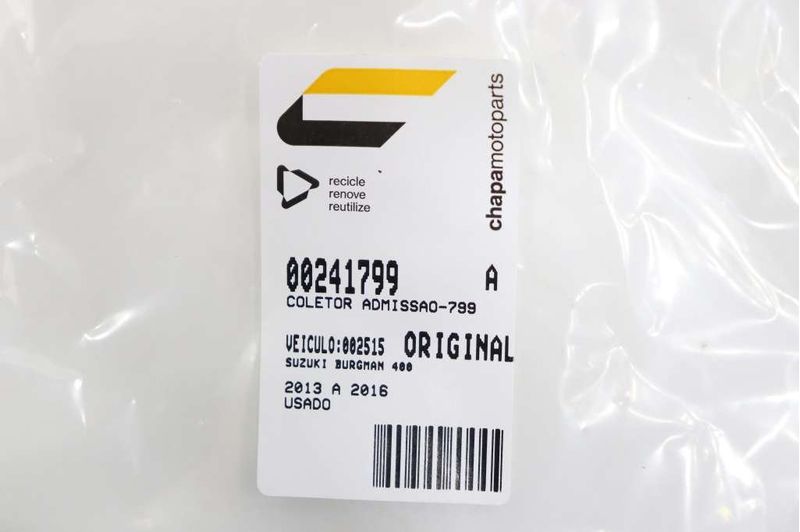 chapamotoparts
recicle
renove
reutilize
00241799 A
COLETOR ADMISSAO-799
VEICULO:002515 ORIGINAL
SUZUKI BURGMAN 400
2013 A 2016
USADO